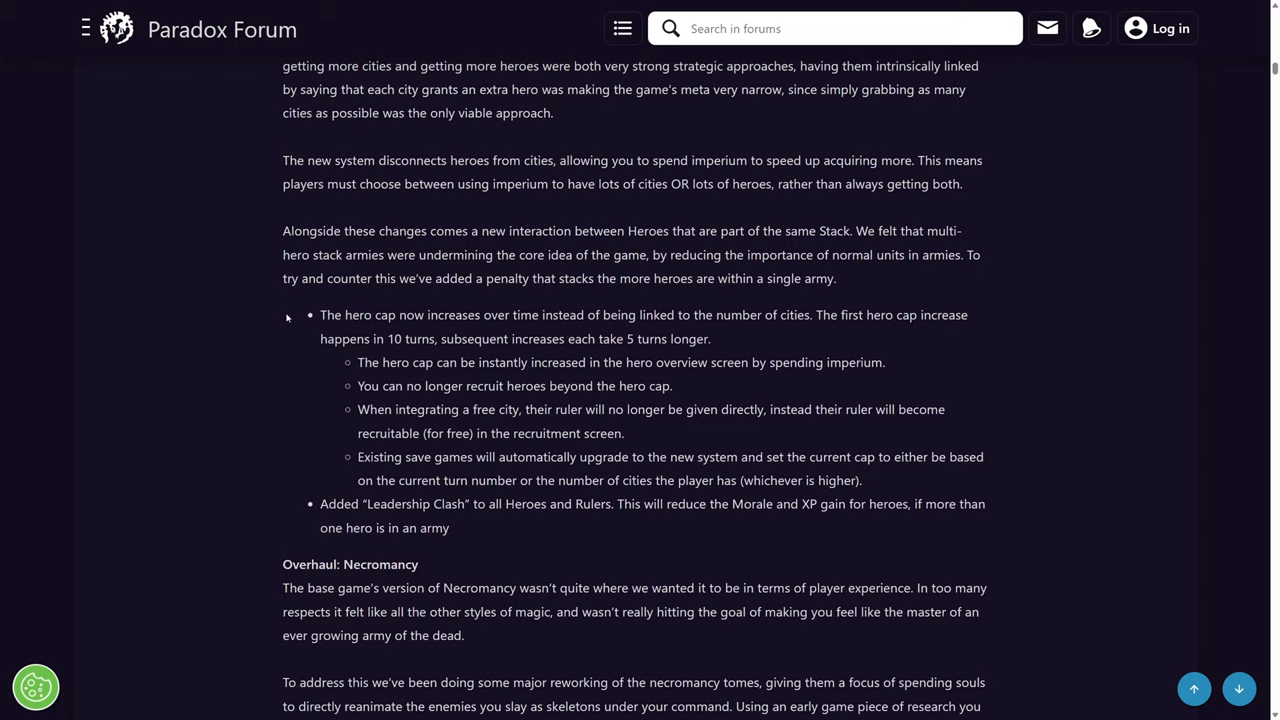 Paradox Forum
Search in forums
Log in
getting more cities and getting more heroes were both very strong strategic approaches, having them intrinsically linked
by saying that each city grants an extra hero was making the game’s meta very narrow, since simply grabbing as many
cities as possible was the only viable approach.
The new system disconnects heroes from cities, allowing you to spend imperium to speed up acquiring more. This means
players must choose between using imperium to have lots of cities OR lots of heroes, rather than always getting both.
Alongside these changes comes a new interaction between Heroes that are part of the same Stack. We felt that multi-
hero stack armies were undermining the core idea of the game, by reducing the importance of normal units in armies. To
try and counter this we’ve added a penalty that stacks the more heroes are within a single army.
• The hero cap now increases over time instead of being linked to the number of cities. The first hero cap increase
happens in 10 turns, subsequent increases each take 5 turns longer.
◦ The hero cap can be instantly increased in the hero overview screen by spending imperium.
◦ You can no longer recruit heroes beyond the hero cap.
◦ When integrating a free city, their ruler will no longer be given directly, instead their ruler will become
recruitable (for free) in the recruitment screen.
◦ Existing save games will automatically upgrade to the new system and set the current cap to either be based
on the current turn number or the number of cities the player has (whichever is higher).
• Added “Leadership Clash” to all Heroes and Rulers. This will reduce the Morale and XP gain for heroes, if more than
one hero is in an army
Overhaul: Necromancy
The base game’s version of Necromancy wasn’t quite where we wanted it to be in terms of player experience. In too many
respects it felt like all the other styles of magic, and wasn’t really hitting the goal of making you feel like the master of an
ever growing army of the dead.
To address this we’ve been doing some major reworking of the necromancy tomes, giving them a focus of spending souls
to directly reanimate the enemies you slay as skeletons under your command. Using an early game piece of research you